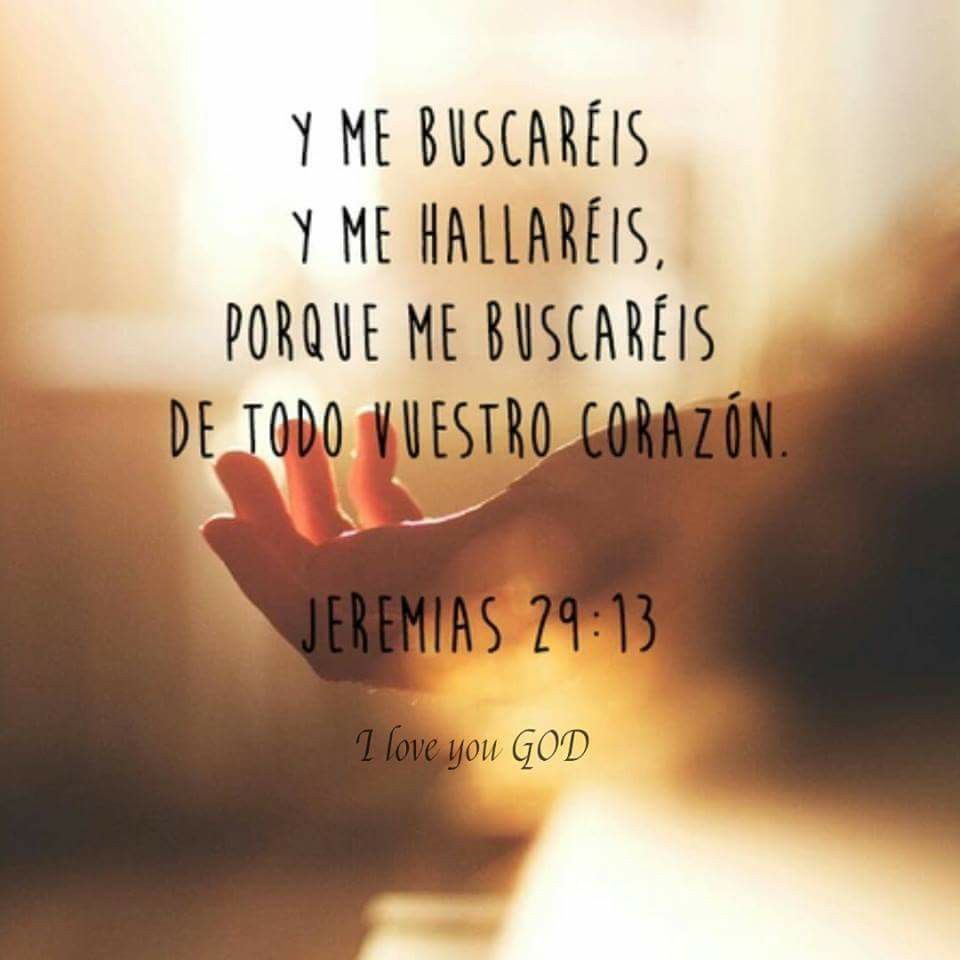 Y ME BUSCARÉIS
Y ME HALLARÉIS,
PORQUE ME BUSCARÉIS
DE TODO VUESTRO CORAZÓN.
JEREMIAS 29:13
I love you GOD